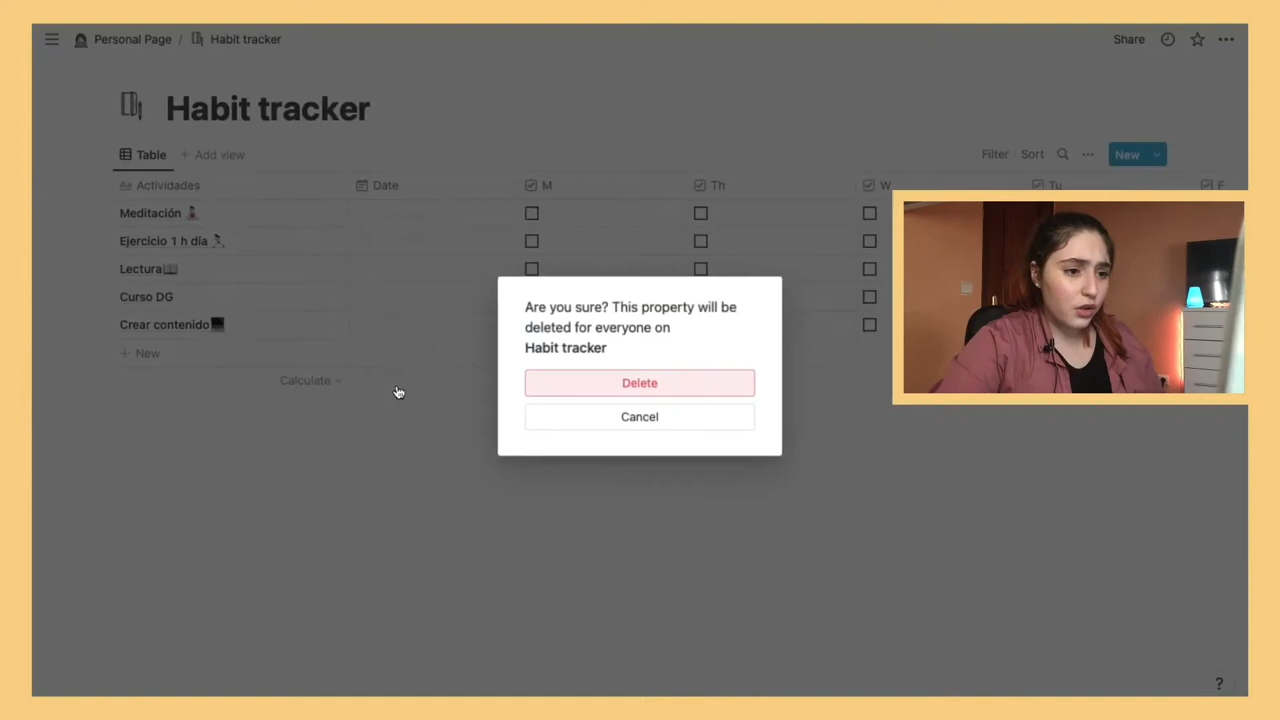 Personal Page / Habit tracker
Share
Habit tracker
Table + Add view
Filter Sort New
Actividades Date M Th W Tu F
Meditación
Ejercicio 1 h día
Lectura
Curso DG
Crear contenido
+ New
Calculate
Are you sure? This property will be
deleted for everyone on
Habit tracker
Delete
Cancel
?